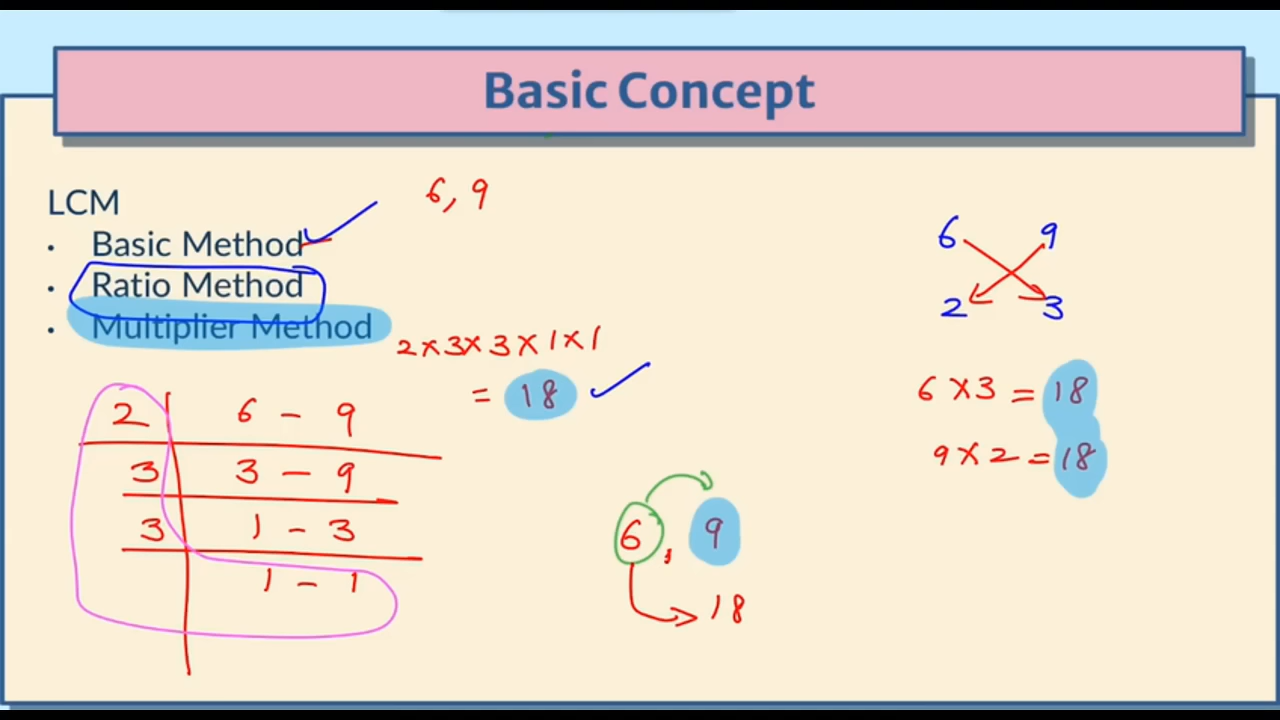 Basic Concept
LCM
6, 9
• Basic Method
• Ratio Method
• Multiplier Method
2 × 3 × 3 × 1 × 1
= 18
2 | 6 - 9
3 | 3 - 9
3 | 1 - 3
1 - 1
6, 9
18
6 9
2 3
6 × 3 = 18
9 × 2 = 18